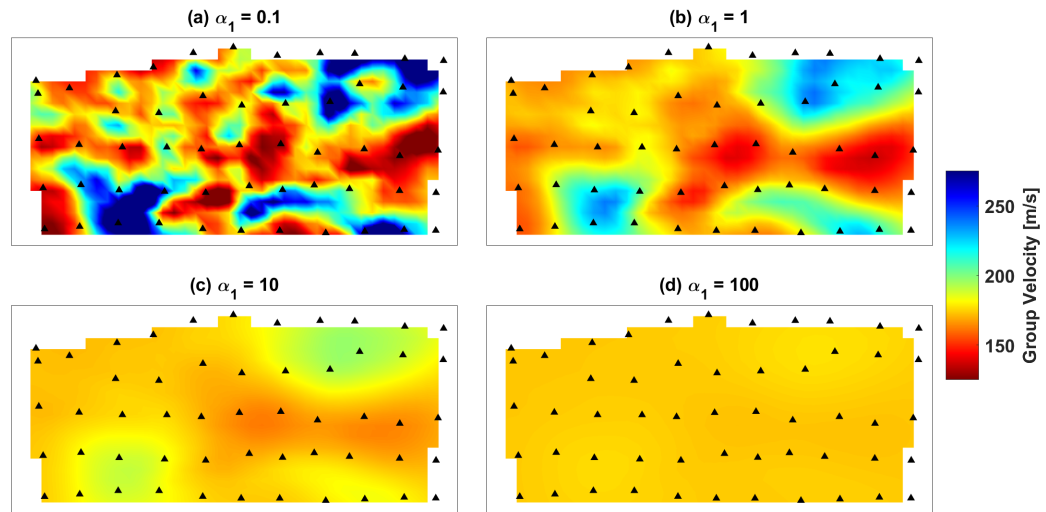 (a) α₁ = 0.1
(b) α₁ = 1
(c) α₁ = 10
(d) α₁ = 100
250
200
150
Group Velocity [m/s]